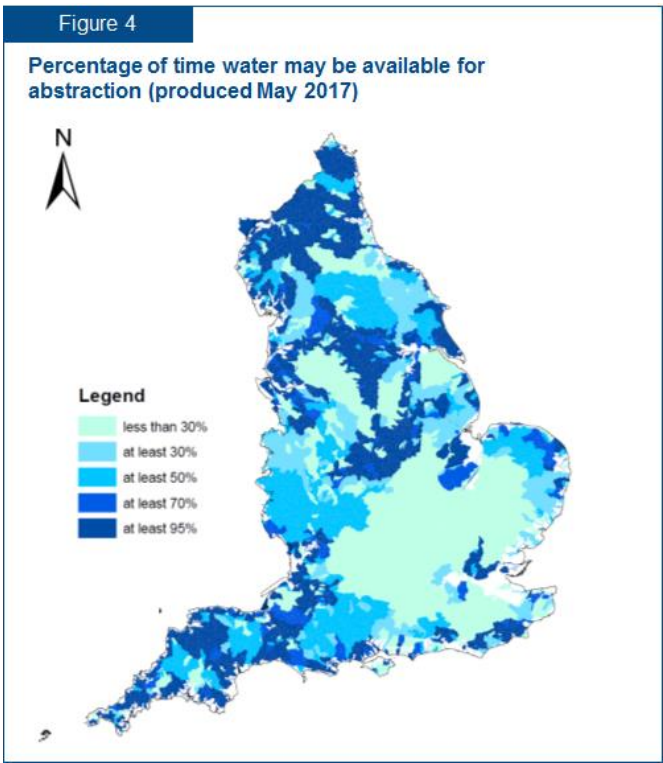 Figure 4
Percentage of time water may be available for
abstraction (produced May 2017)
N
Legend
less than 30%
at least 30%
at least 50%
at least 70%
at least 95%